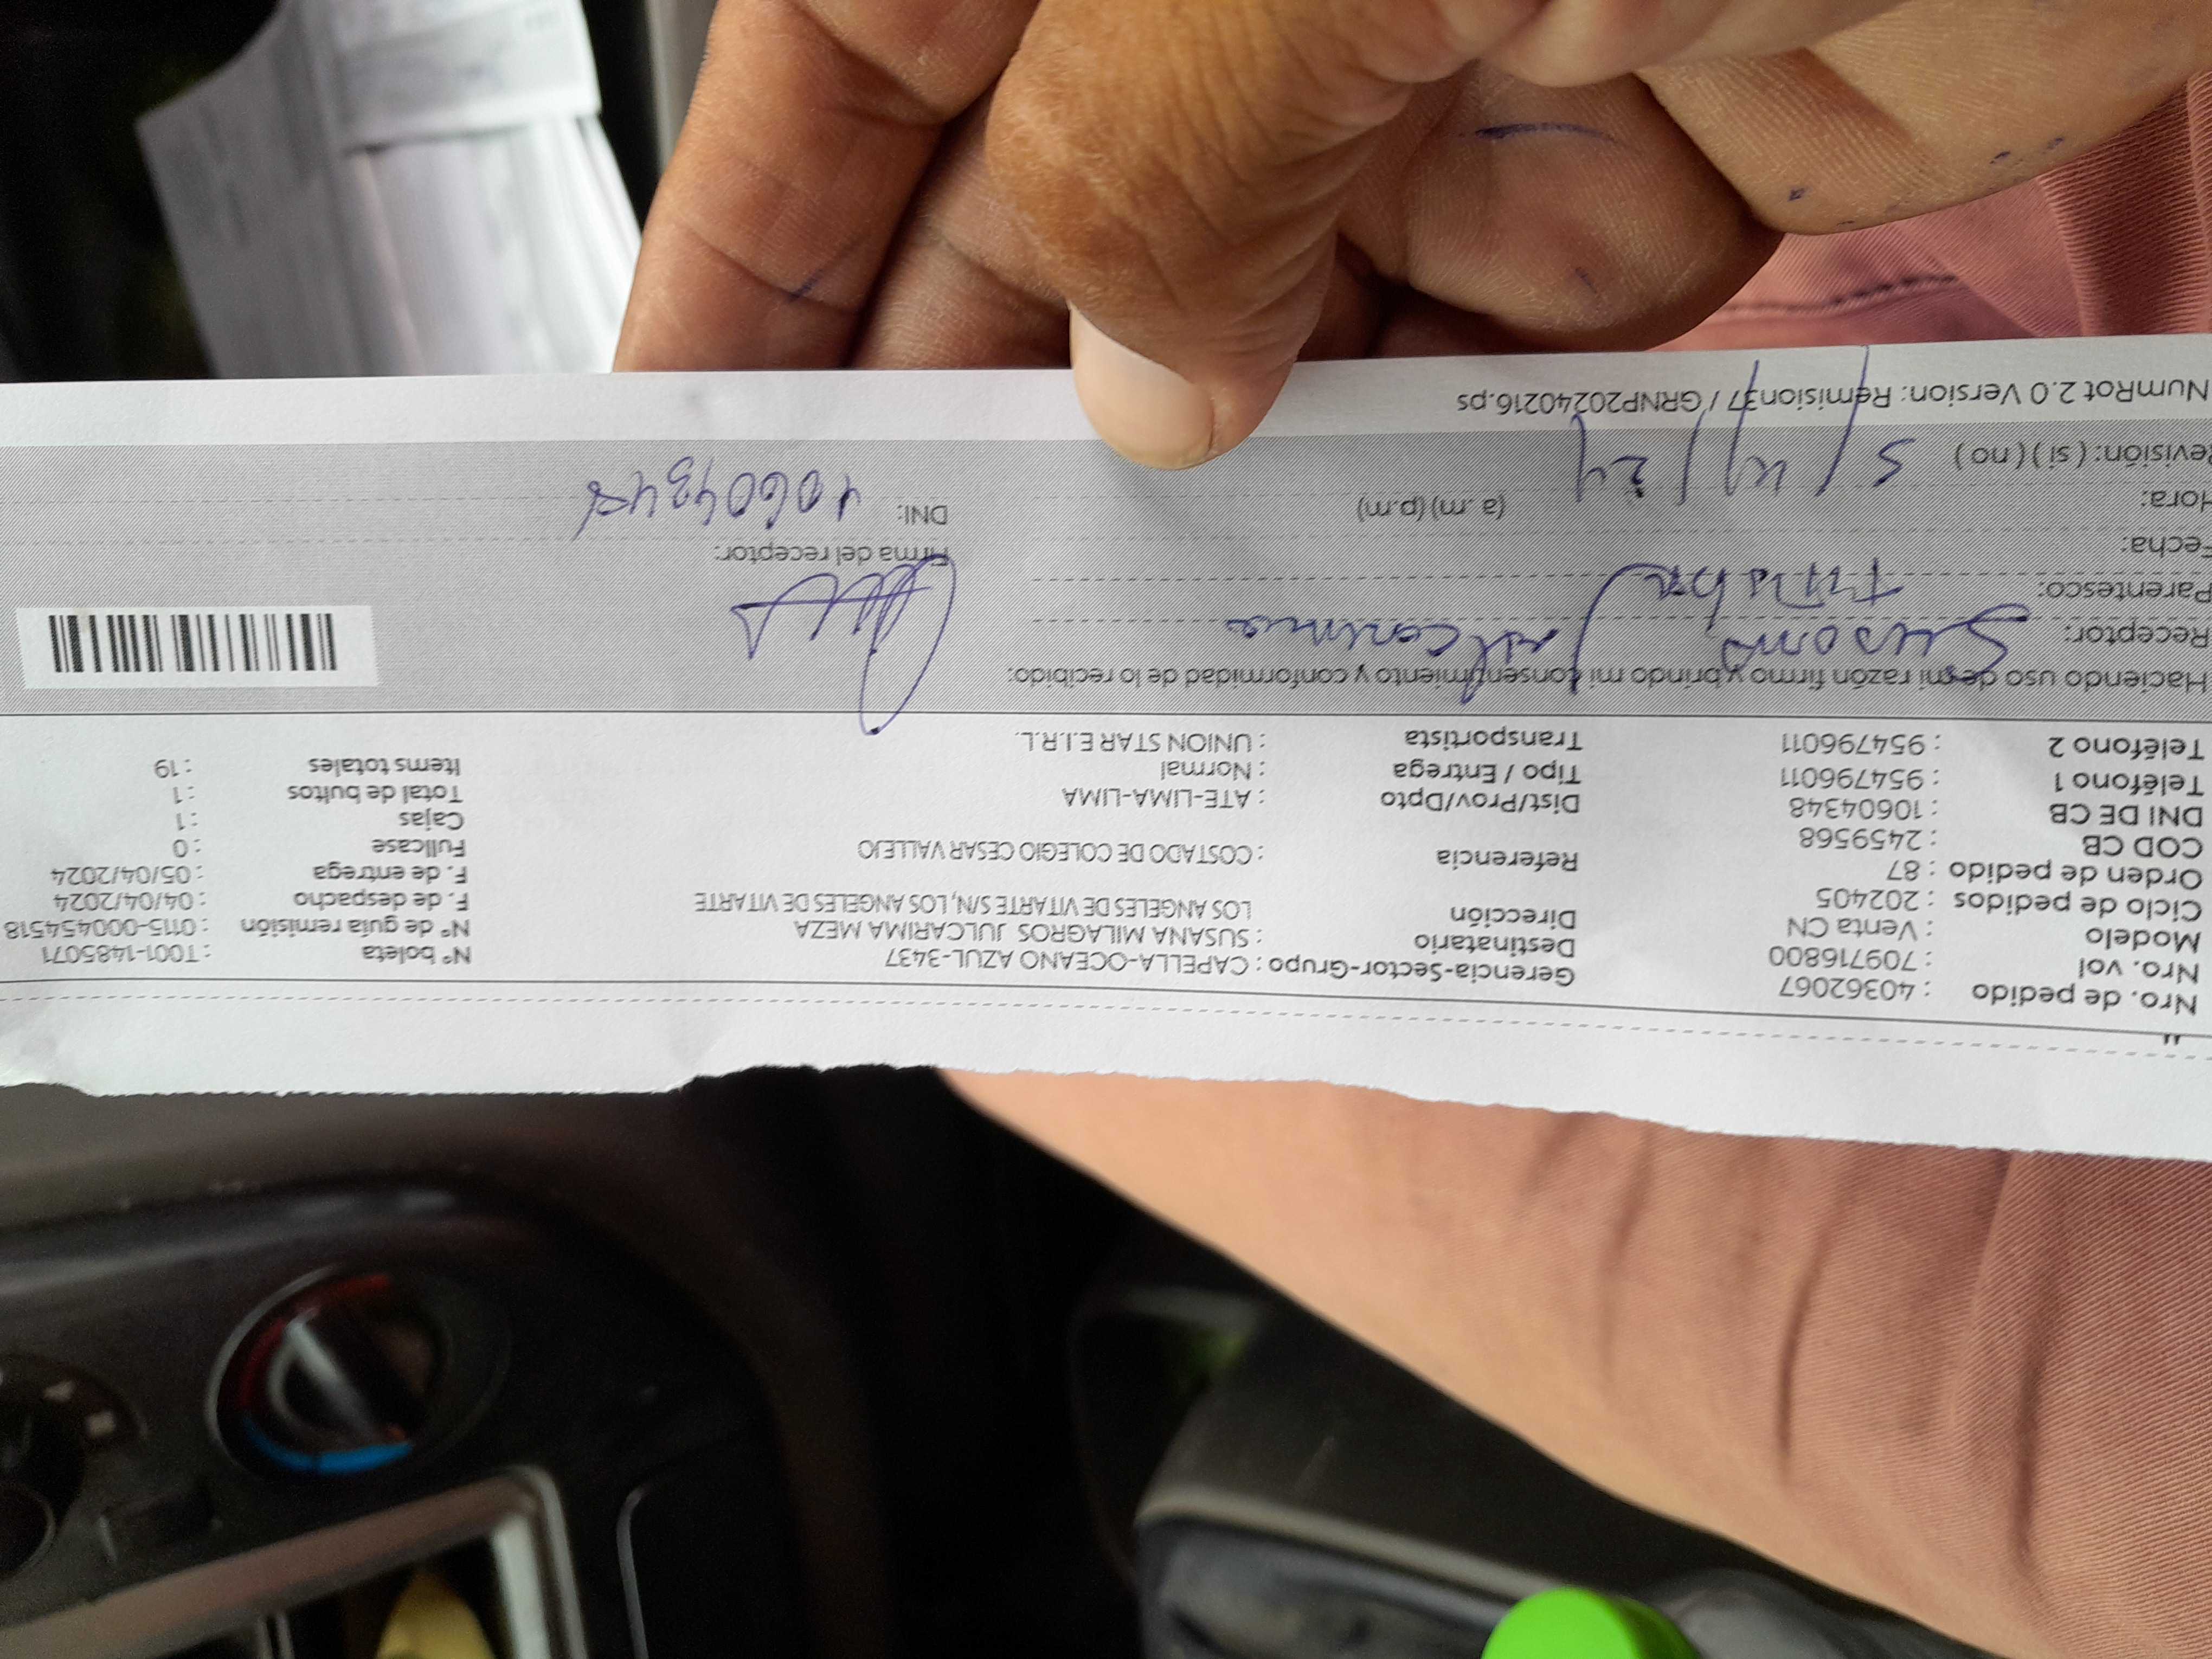 Nro. de pedido : 40362067 Gerencia-Sector-Grupo : CAPELLA-OCEANO AZUL-3437 N° boleta : T001-1485071
Nro. vol : 709716800 Destinatario : SUSANA MILAGROS JULCARIMA MEZA N° de guía remisión : 0115-000454518
Modelo : Venta CN Dirección LOS ANGELES DE VITARTE S/N, LOS ANGELES DE VITARTE F. de despacho : 04/04/2024
Ciclo de pedidos : 202405 F. de entrega : 05/04/2024
Orden de pedido : 87 Referencia : COSTADO DE COLEGIO CESAR VALLEJO Fullcase : 0
COD CB : 2459568 Cajas : 1
DNI DE CB : 10604348 Dist/Prov/Dpto : ATE-LIMA-LIMA Total de bultos : 1
Teléfono 1 : 954796011 Tipo / Entrega : Normal Items totales : 19
Teléfono 2 : 954796011 Transportista : UNION STAR E.I.R.L.
Haciendo uso de mi razón firmo y brindo mi consentimiento y conformidad de lo recibido:
Receptor: Susana Julcarima
Parentesco: Titular
Fecha: Firma del receptor:
Hora: (a.m)(p.m) DNI: 10604348
Revisión: (si)(no) 5/4/24
NumRot 2.0 Version: Remision37 / GRNP20240216.ps